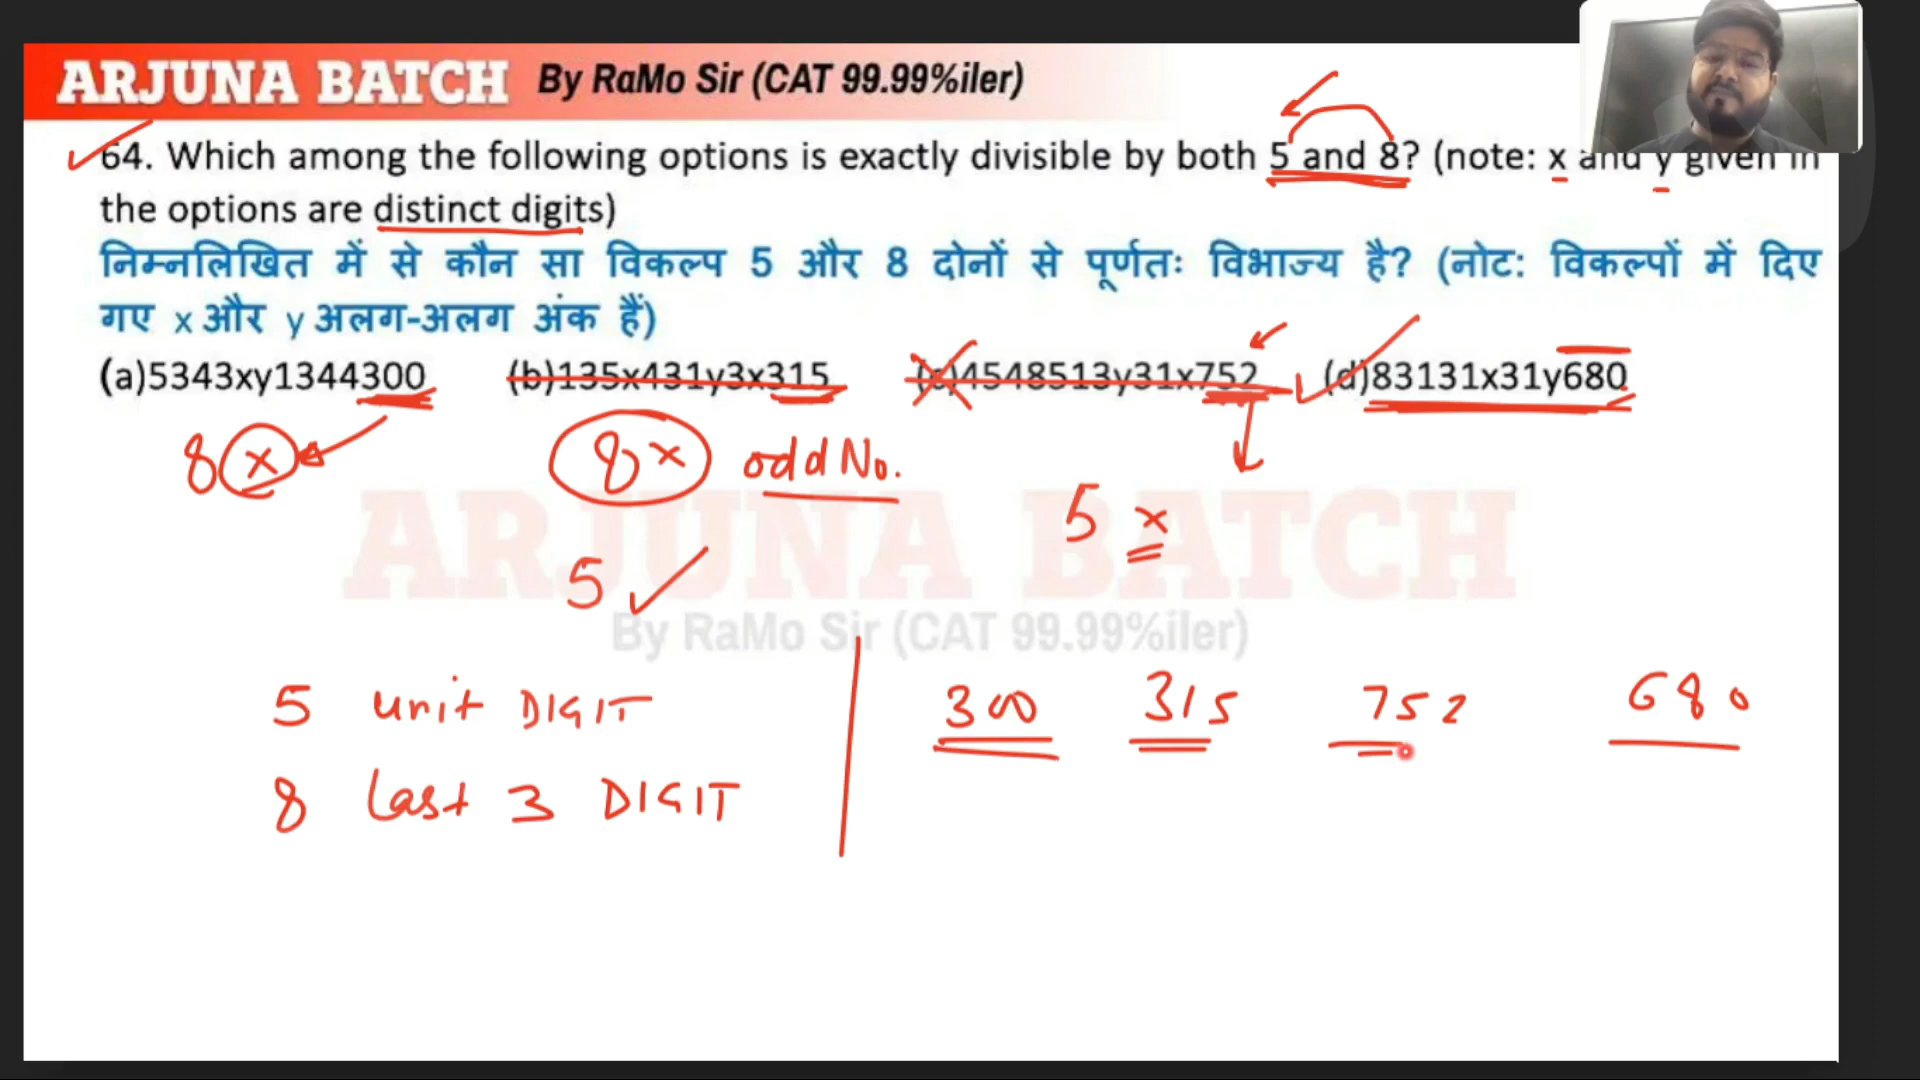 ARJUNA BATCH By RaMo Sir (CAT 99.99%iler)
64. Which among the following options is exactly divisible by both 5 and 8? (note: x and y given in
the options are distinct digits)
निम्नलिखित में से कौन सा विकल्प 5 और 8 दोनों से पूर्णतः विभाज्य है? (नोट: विकल्पों में दिए
गए x और y अलग-अलग अंक हैं)
(a)5343xy1344300 (b)135x431y3x315 (c)4548513y31x752 (d)83131x31y680
8 x 8 x odd No.
5 x
ARJUNA BATCH
5 ✓
By RaMo Sir (CAT 99.99%iler)
5 unit DIGIT 300 315 752 680
8 last 3 DIGIT